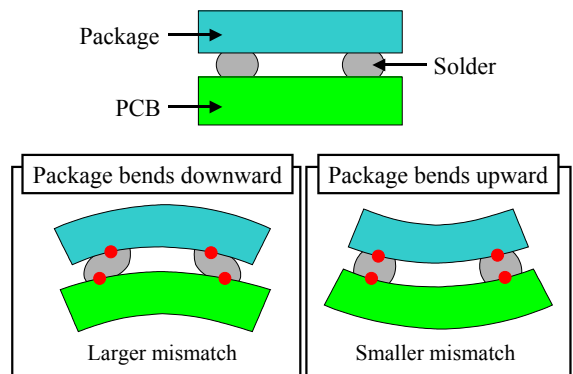 Package
Solder
PCB
Package bends downward
Larger mismatch
Package bends upward
Smaller mismatch